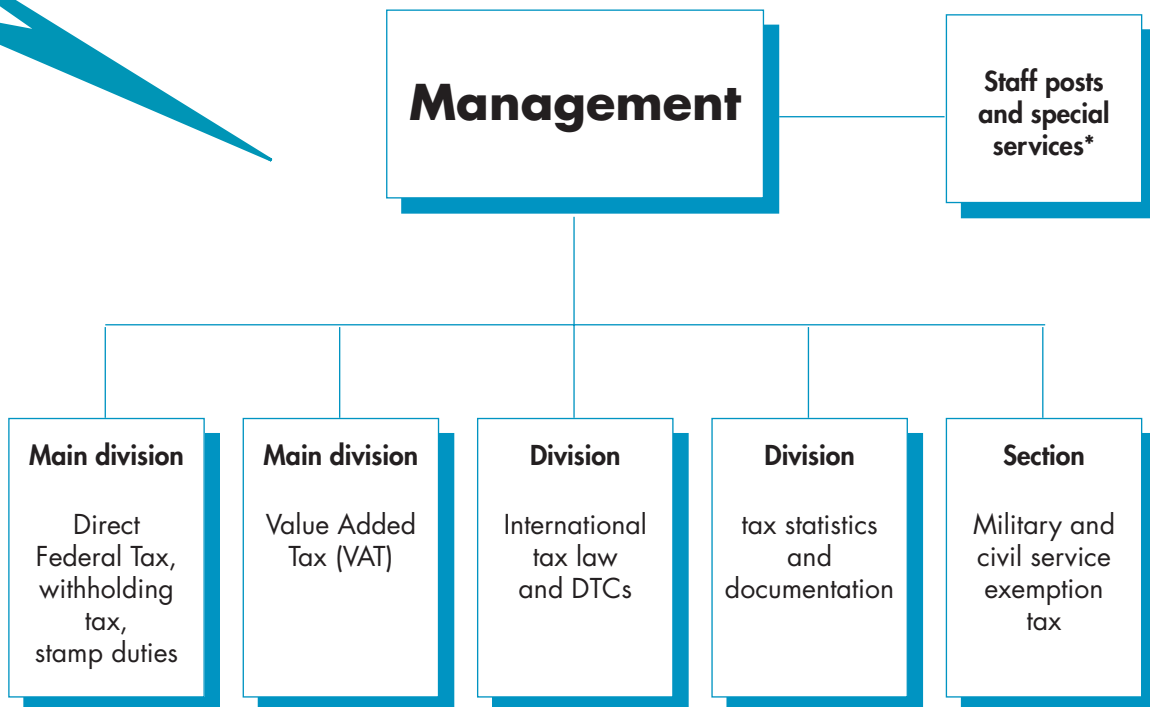 Management
Staff posts
and special
services*
Main division
Direct
Federal Tax,
withholding
tax,
stamp duties
Main division
Value Added
Tax (VAT)
Division
International
tax law
and DTCs
Division
tax statistics
and
documentation
Section
Military and
civil service
exemption
tax